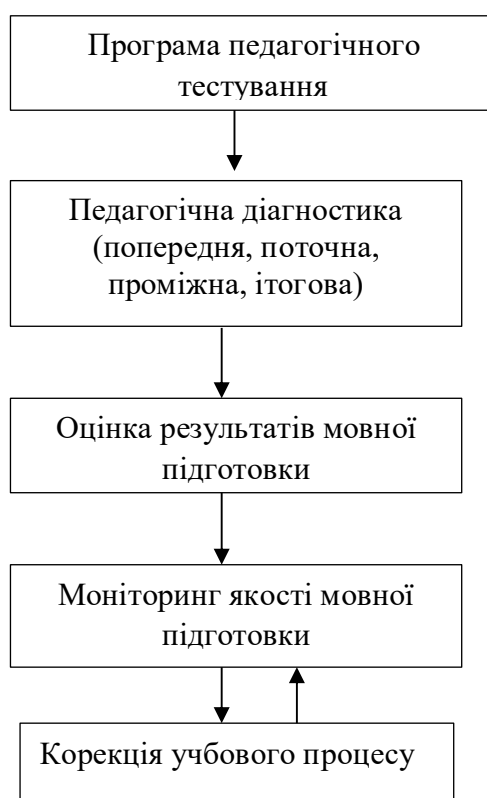 Програма педагогічного
тестування
Педагогічна діагностика
(попередня, поточна,
проміжна, ітогова)
Оцінка результатів мовної
підготовки
Моніторинг якості мовної
підготовки
Корекція учбового процесу